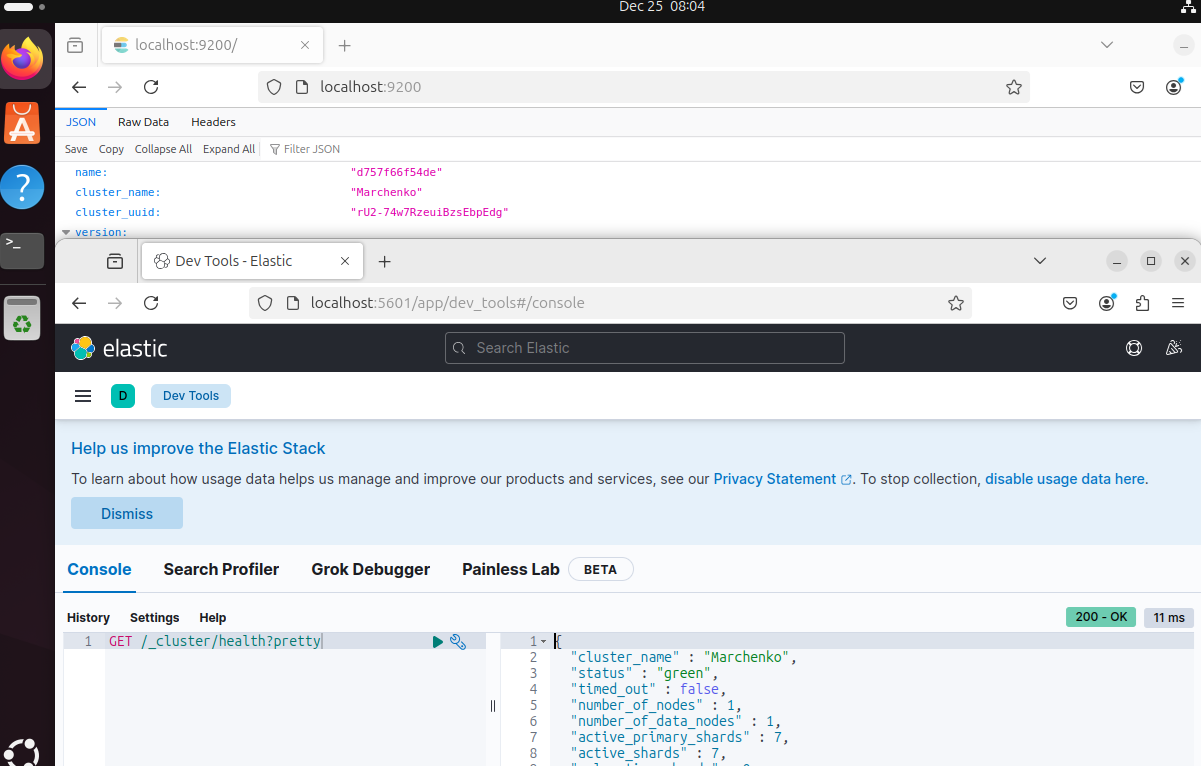 Dec 25 08:04
localhost:9200/
localhost:9200
JSON Raw Data Headers
Save Copy Collapse All Expand All Filter JSON
name: "d757f66f54de"
cluster_name: "Marchenko"
cluster_uuid: "rU2-74w7RzeuiBzsEbpEdg"
version:
Dev Tools - Elastic
localhost:5601/app/dev_tools#/console
elastic
Search Elastic
D Dev Tools
Help us improve the Elastic Stack
To learn about how usage data helps us manage and improve our products and services, see our Privacy Statement. To stop collection, disable usage data here.
Dismiss
Console Search Profiler Grok Debugger Painless Lab BETA
History Settings Help 200 - OK 11 ms
1 GET /_cluster/health?pretty
1 {
2 "cluster_name" : "Marchenko",
3 "status" : "green",
4 "timed_out" : false,
5 "number_of_nodes" : 1,
6 "number_of_data_nodes" : 1,
7 "active_primary_shards" : 7,
8 "active_shards" : 7,